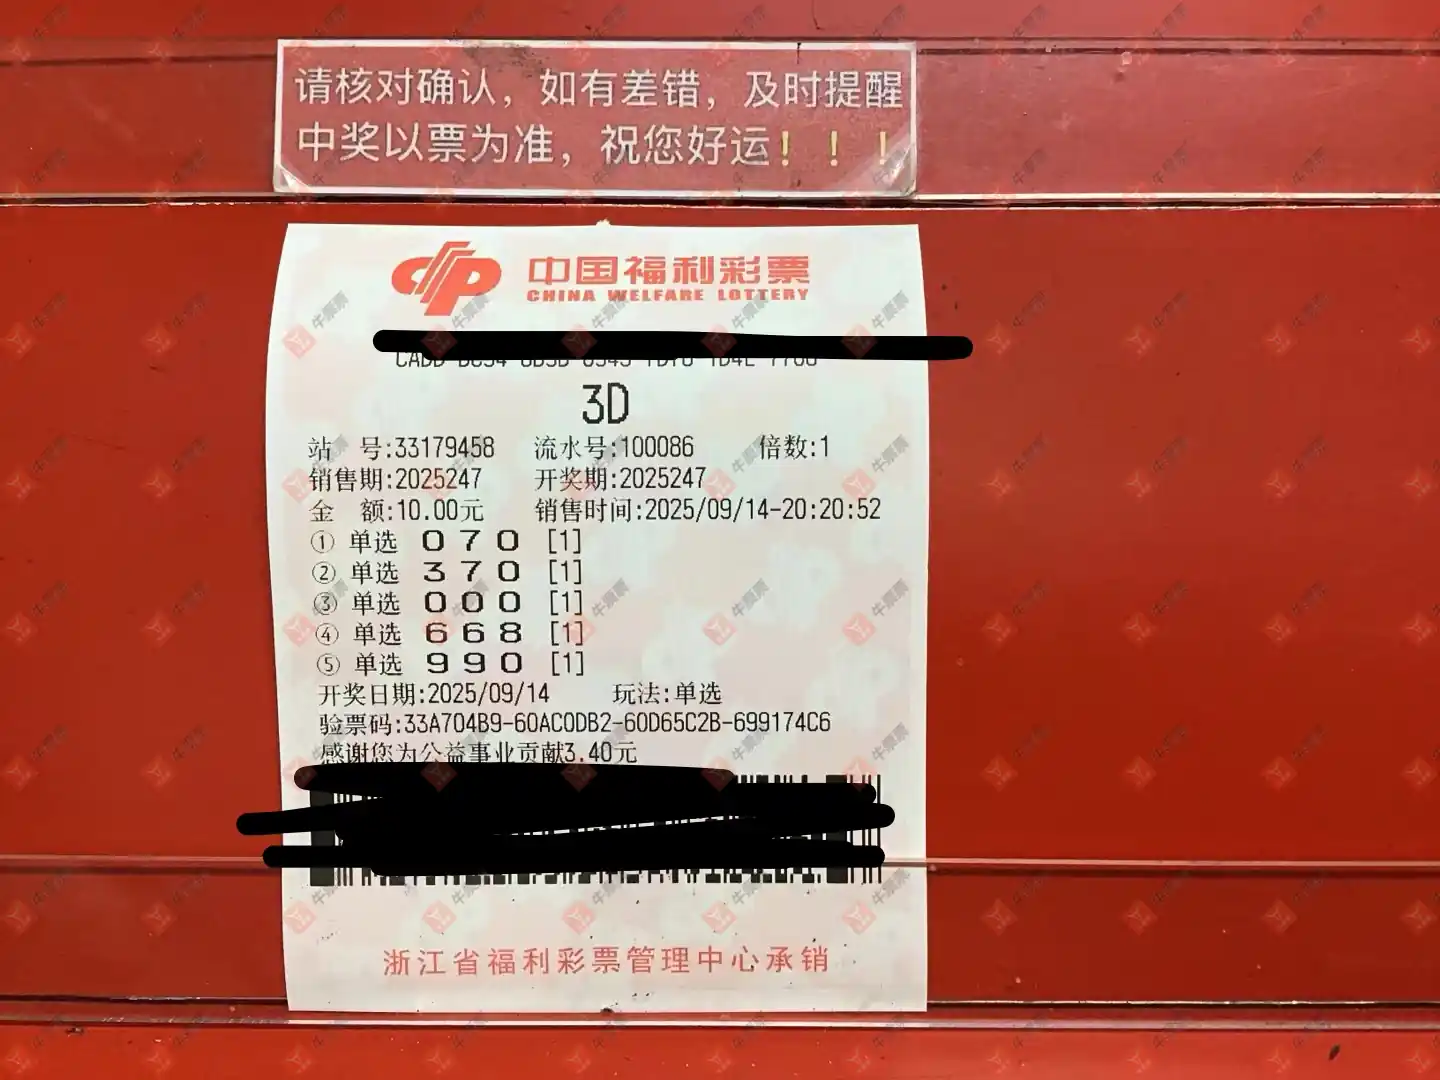 请核对确认，如有差错，及时提醒
中奖以票为准，祝您好运！！！
中国福利彩票
CHINA WELFARE LOTTERY
3D
站 号:33179458 流水号:100086 倍数:1
销售期:2025247 开奖期:2025247
金 额:10.00元 销售时间:2025/09/14-20:20:52
① 单选 0 7 0 [1]
② 单选 3 7 0 [1]
③ 单选 0 0 0 [1]
④ 单选 6 6 8 [1]
⑤ 单选 9 9 0 [1]
开奖日期:2025/09/14 玩法:单选
验票码:33A704B9-60AC0DB2-60D65C2B-699174C6
感谢您为公益事业贡献3.40元
浙江省福利彩票管理中心承销
牛票票